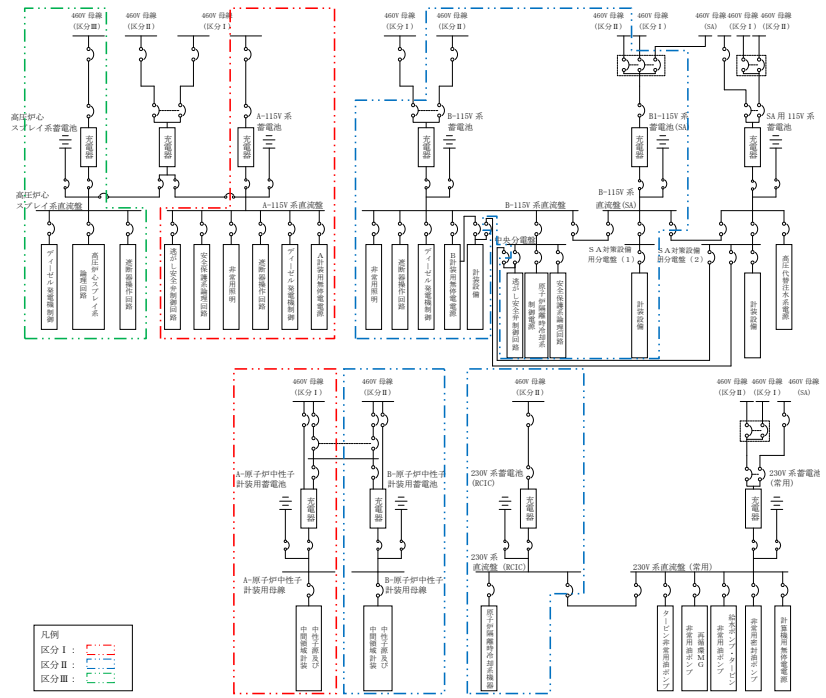 460V 母線
(区分Ⅲ)
460V 母線
(区分Ⅱ)
460V 母線
(区分Ⅰ)
460V 母線
(区分Ⅱ)
460V 母線
(区分Ⅱ)
460V 母線
(区分Ⅰ)
460V 母線
(SA)
460V 母線
(区分Ⅰ)
460V 母線
(区分Ⅱ)
高圧炉心
スプレイ系蓄電池
充電器
充電器
A-115V 系
蓄電池
充電器
B-115V 系
蓄電池
充電器
B1-115V 系
蓄電池(SA)
充電器
SA 用 115V 系
蓄電池
充電器
高圧炉心
スプレイ系直流盤
A-115V 系直流盤
B-115V 系直流盤
B-115V 系
直流盤(SA)
中央分電盤
SA対策設備
用分電盤(1)
SA対策設備
用分電盤(2)
ディーゼル発電機制御
高圧炉心スプレイ系
論理回路
遮断器操作回路
逃がし安全弁制御回路
安全保護系論理回路
非常用照明
遮断器操作回路
ディーゼル発電機制御
A計装用無停電電源
非常用照明
遮断器操作回路
ディーゼル発電機制御
B計装用無停電電源
計装設備
逃がし安全弁制御回路
原子炉隔離時冷却系
制御電源
安全保護系論理回路
計装設備
計装設備
高圧代替注水系電源
460V 母線
(区分Ⅰ)
460V 母線
(区分Ⅱ)
460V 母線
(区分Ⅱ)
460V 母線
(区分Ⅱ)
460V 母線
(区分Ⅰ)
460V 母線
(SA)
A-原子炉中性子
計装用蓄電池
充電器
B-原子炉中性子
計装用蓄電池
充電器
230V 系蓄電池
(RCIC)
充電器
230V 系蓄電池
(常用)
充電器
A-原子炉中性子
計装用母線
B-原子炉中性子
計装用母線
230V 系
直流盤 (RCIC)
230V 系直流盤(常用)
中性子源及び
中間領域計装
中性子源及び
中間領域計装
原子炉隔離時冷却系機器
タービン非常用油ポンプ
再循環MG
非常用油ポンプ
給水ポンプ・タービン
非常用油ポンプ
非常用密封油ポンプ
計算機用無停電電源
凡例
区分Ⅰ:
区分Ⅱ:
区分Ⅲ: